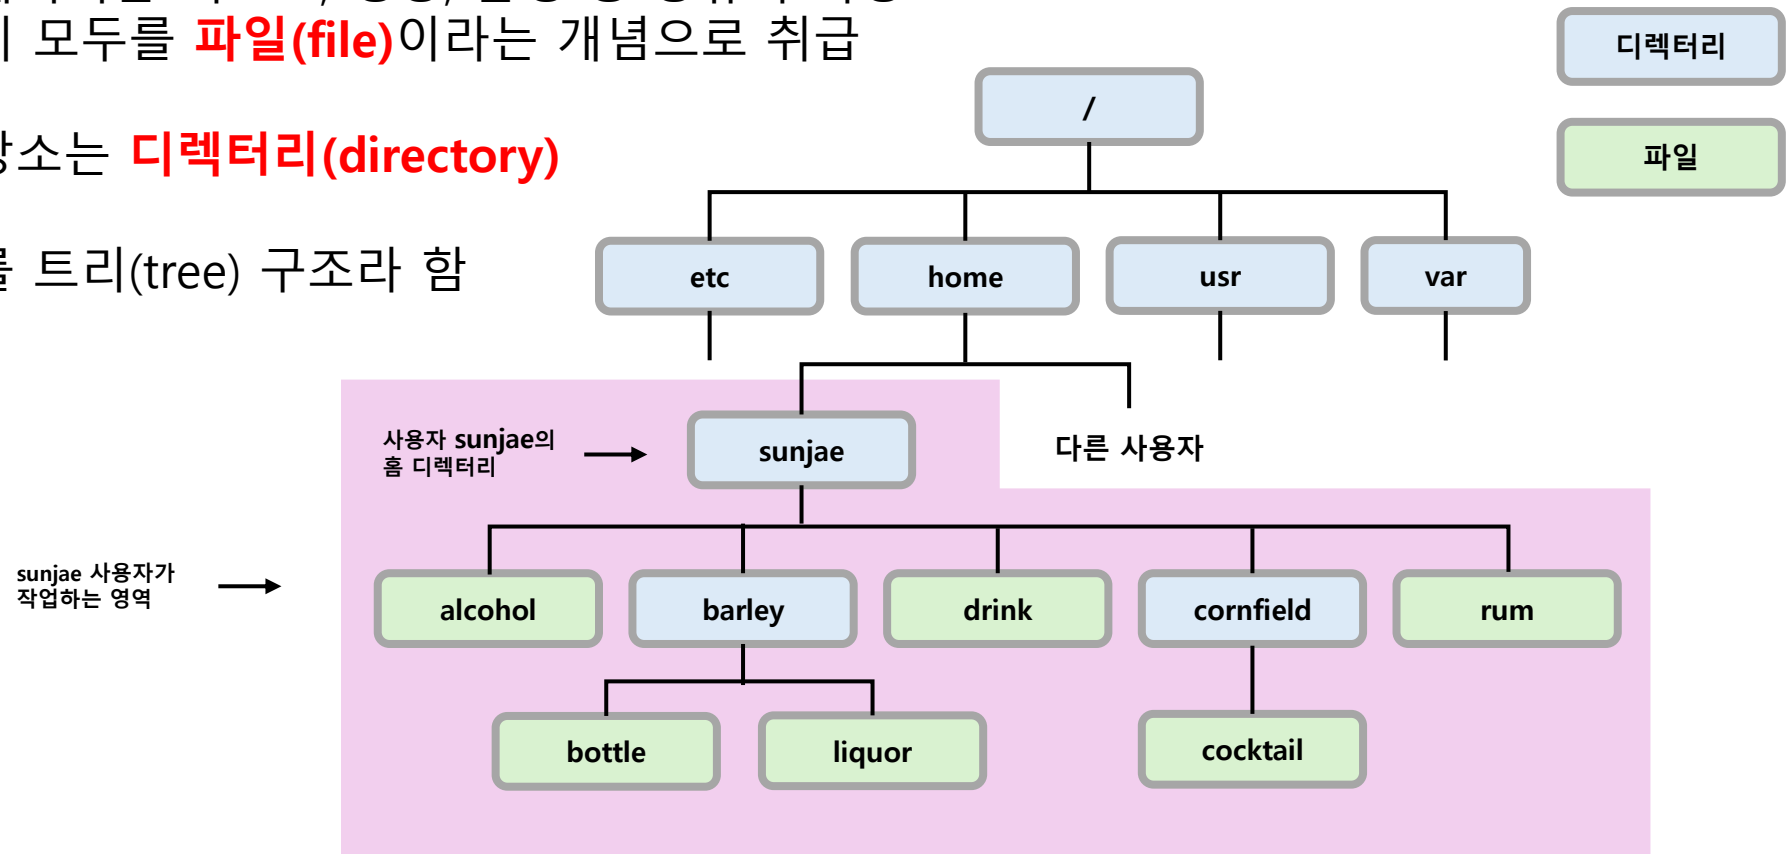 모두를 파일(file)이라는 개념으로 취급
디렉터리(directory)
트리(tree) 구조라 함
디렉터리
파일
/
etc
home
usr
var
사용자 sunjae의
홈 디렉터리
sunjae
다른 사용자
sunjae 사용자가
작업하는 영역
alcohol
barley
drink
cornfield
rum
bottle
liquor
cocktail